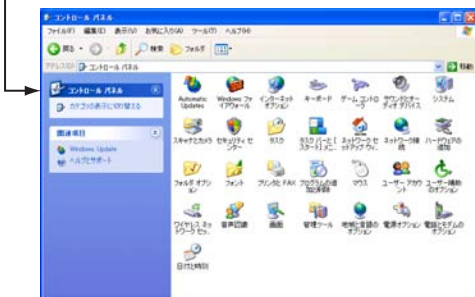 コントロール パネル
ファイル(F) 編集(E) 表示(V) お気に入り(A) ツール(T) ヘルプ(H)
戻る 検索 フォルダ
アドレス(D) コントロール パネル 移動
コントロール パネル
カテゴリの表示に切り替える
関連項目
Windows Update
ヘルプとサポート
Automatic Updates
Windows ファイアウォール
インターネット オプション
キーボード
ゲーム コントローラ
サウンドとオーディオ デバイス
システム
スキャナとカメラ
セキュリティ センター
タスク
タスク バーと [スタート] メニ...
ネットワーク セットアップ ウィ...
ネットワーク接続
ハードウェアの追加
フォルダ オプション
フォント
プリンタと FAX
プログラムの追加と削除
マウス
ユーザー アカウント
ユーザー補助のオプション
ワイヤレス ネットワーク セッ...
音声認識
画面
管理ツール
地域と言語のオプション
電源オプション
電話とモデムのオプション
日付と時刻